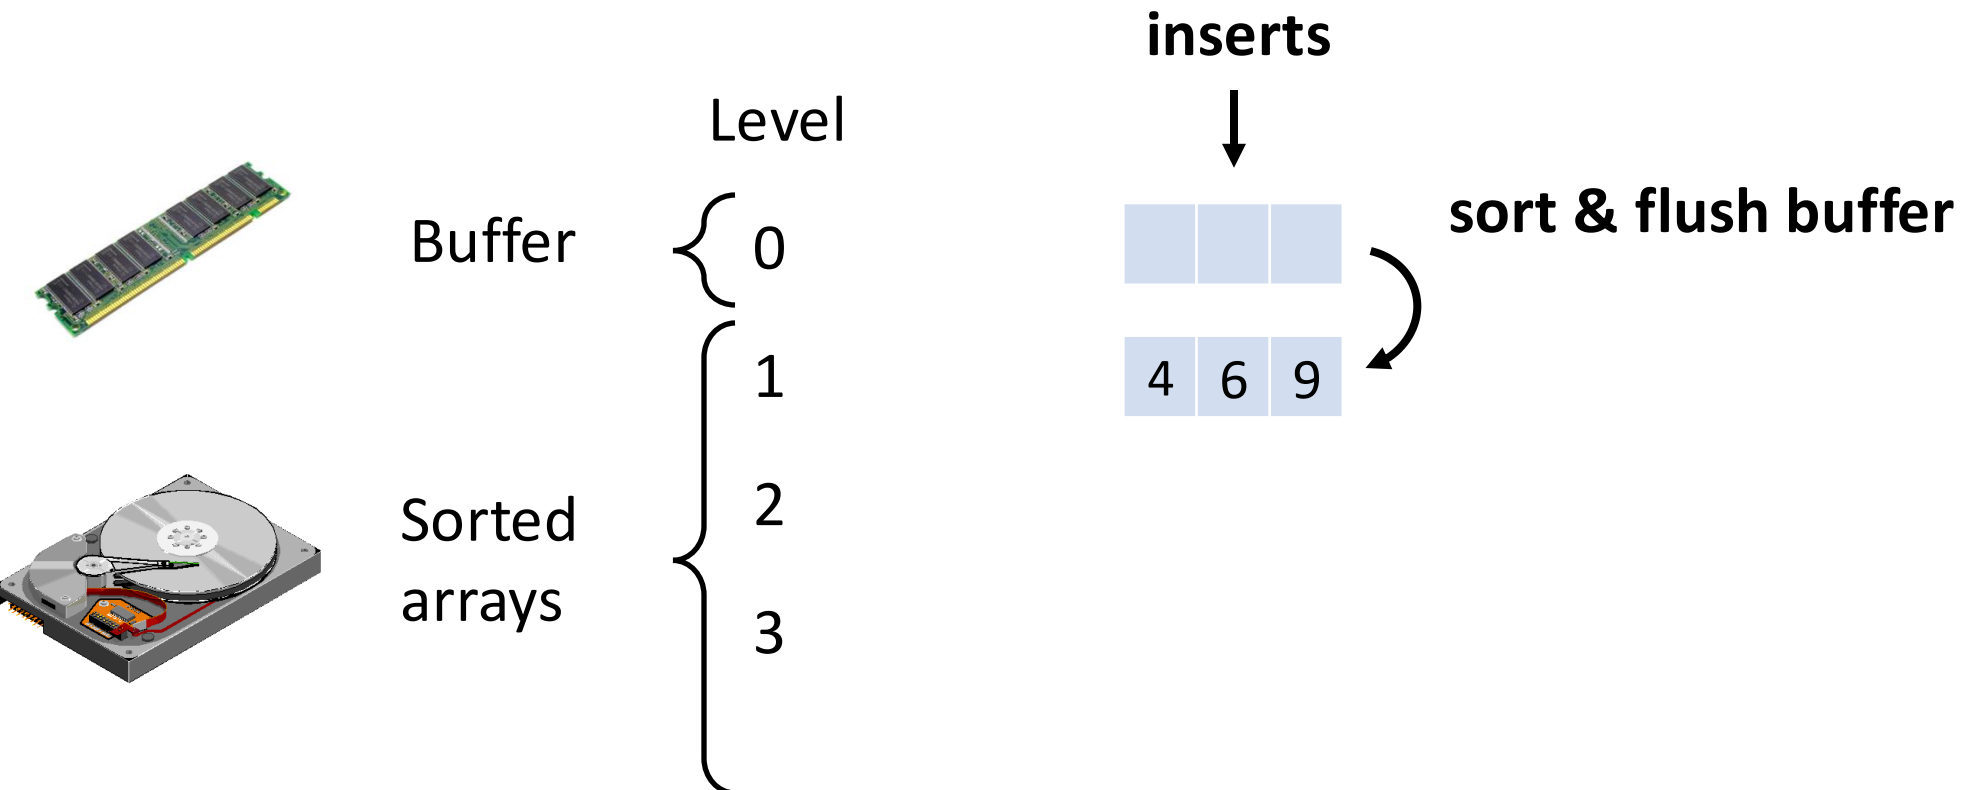 inserts
Level
Buffer
0
sort & flush buffer
1
4 6 9
2
Sorted
arrays
3